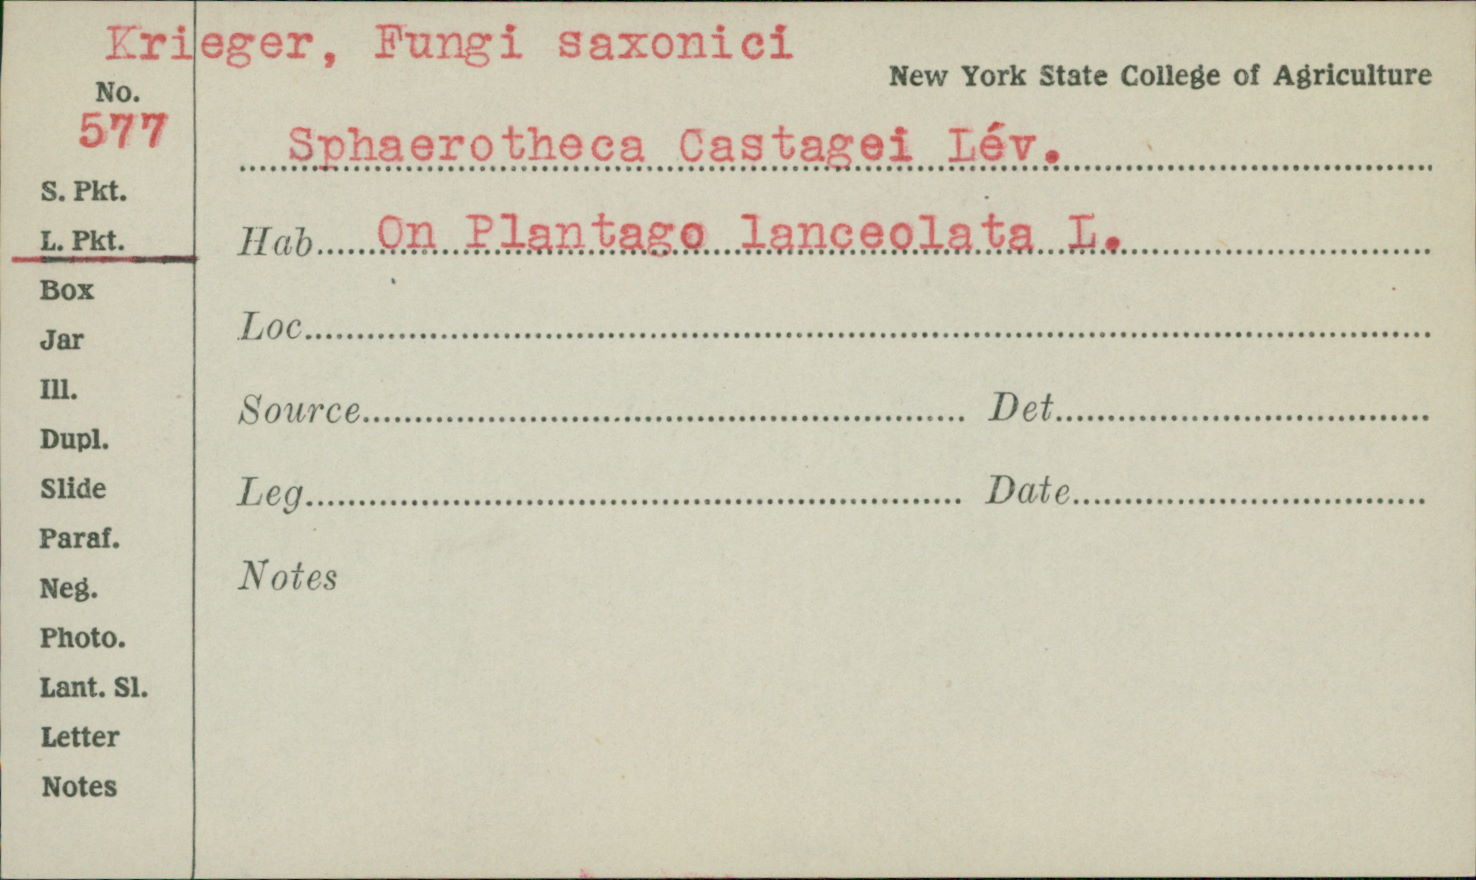 Krieger, Fungi saxonici
New York State College of Agriculture
No.
577
Sphaerotheca Castagei Lév.
S. Pkt.
L. Pkt.
Hab. On Plantago lanceolata L.
Box
Loc.
Jar
Ill.
Source Det.
Dupl.
Slide
Leg. Date
Paraf.
Notes
Neg.
Photo.
Lant. Sl.
Letter
Notes